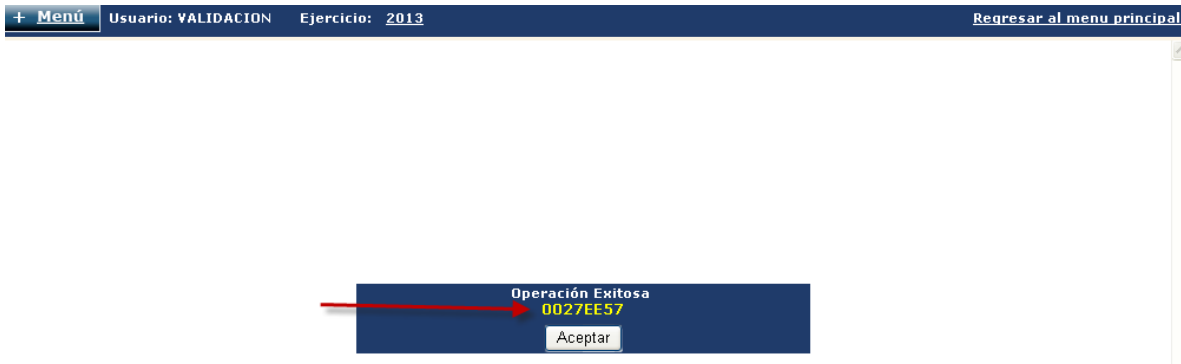 + Menú Usuario: VALIDACION Ejercicio: 2013 Regresar al menu principal
Operación Exitosa
0027EE57
Aceptar